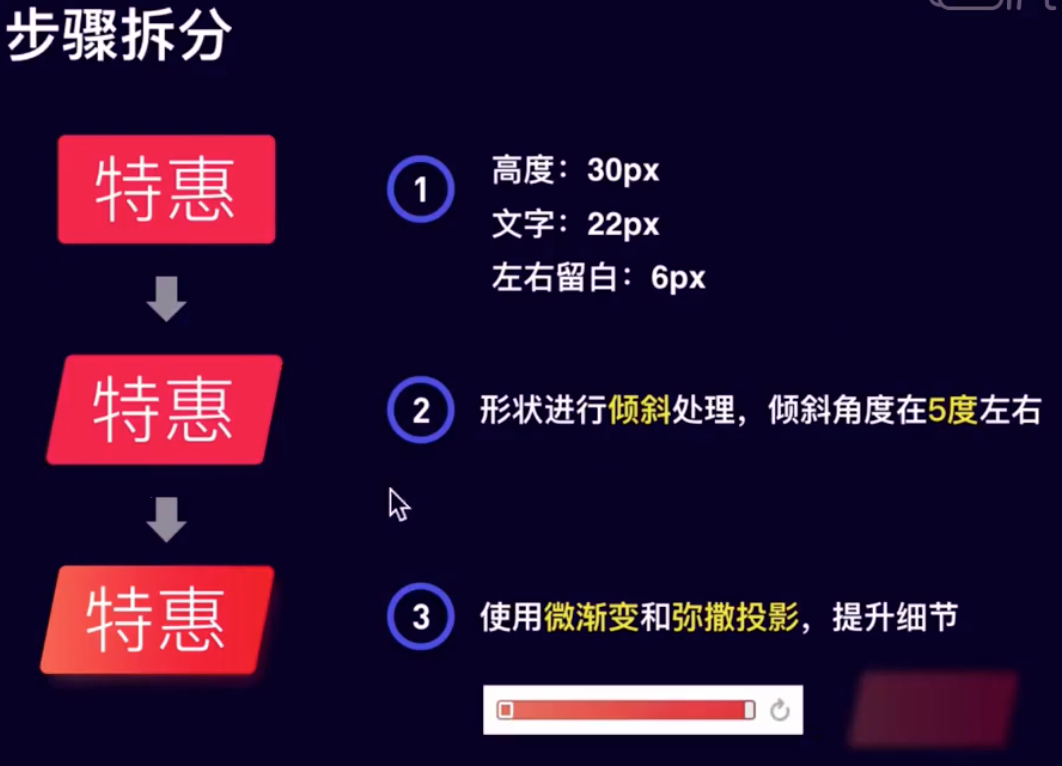 步骤拆分
特惠
1
高度：30px
文字：22px
左右留白：6px
特惠
2
形状进行倾斜处理，倾斜角度在5度左右
特惠
3
使用微渐变和弥撒投影，提升细节